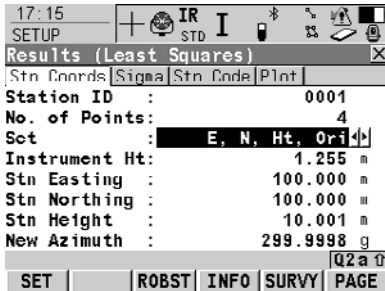 17:15
SETUP
IR
STD
I
Results (Least Squares) X
Stn Coords Sigma Stn Code Plot
Station ID : 0001
No. of Points: 4
Set : E, N, Ht, Ori
Instrument Ht: 1.255 m
Stn Easting : 100.000 m
Stn Northing : 100.000 m
Stn Height : 10.001 m
New Azimuth : 299.9998 g
Q2a
SET ROBST INFO SURVY PAGE